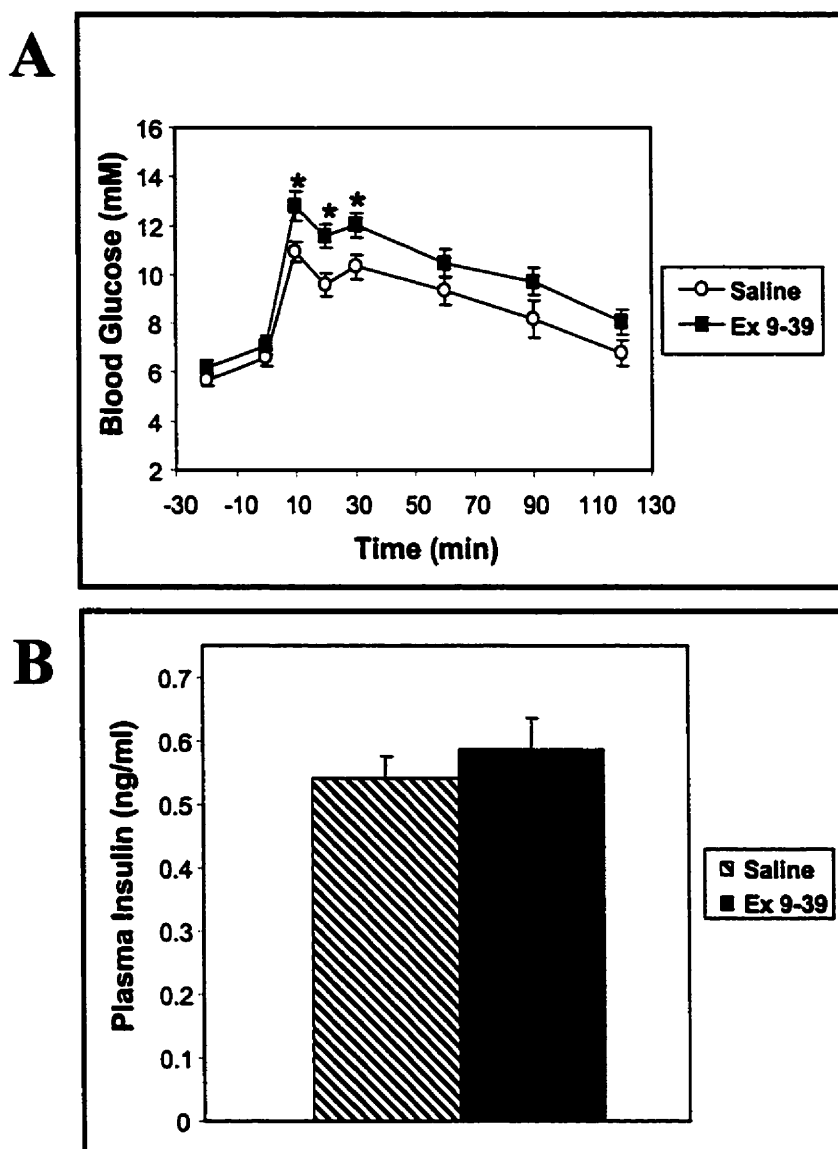 A
16
14
12
10
8
6
4
2
* * *
Blood Glucose (mM)
-30 -10 10 30 50 70 90 110 130
Time (min)
Saline
Ex 9-39
B
0.7
0.6
0.5
0.4
0.3
0.2
0.1
0
Plasma Insulin (ng/ml)
Saline
Ex 9-39